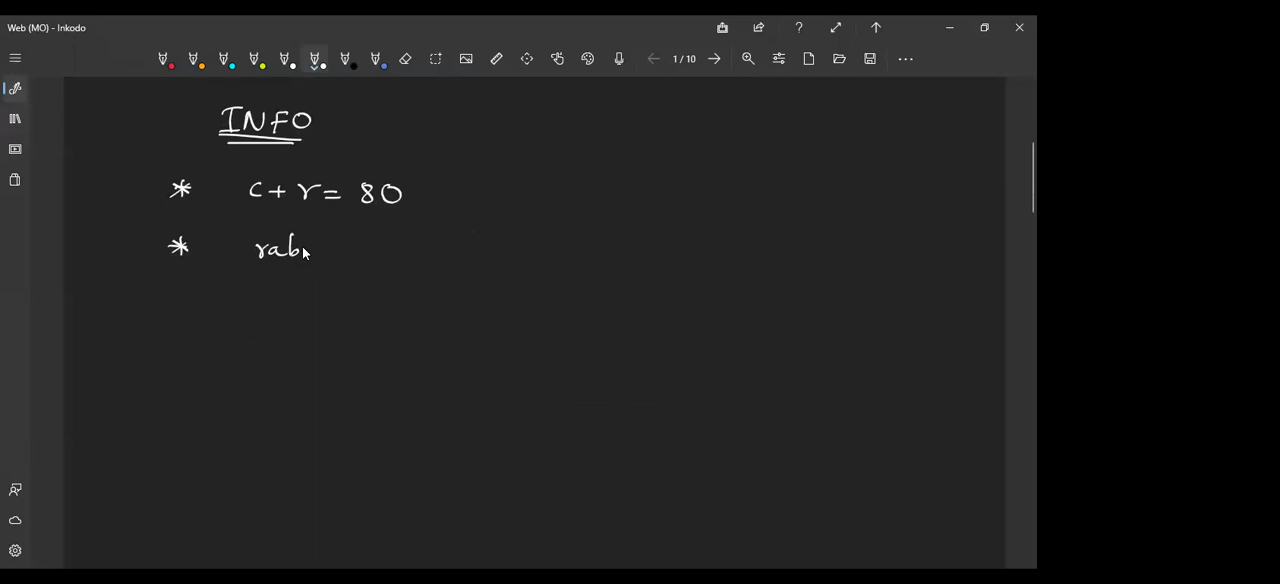 Web (MO) - Inkodo
1 / 10
INFO
* c + r = 80
* rab